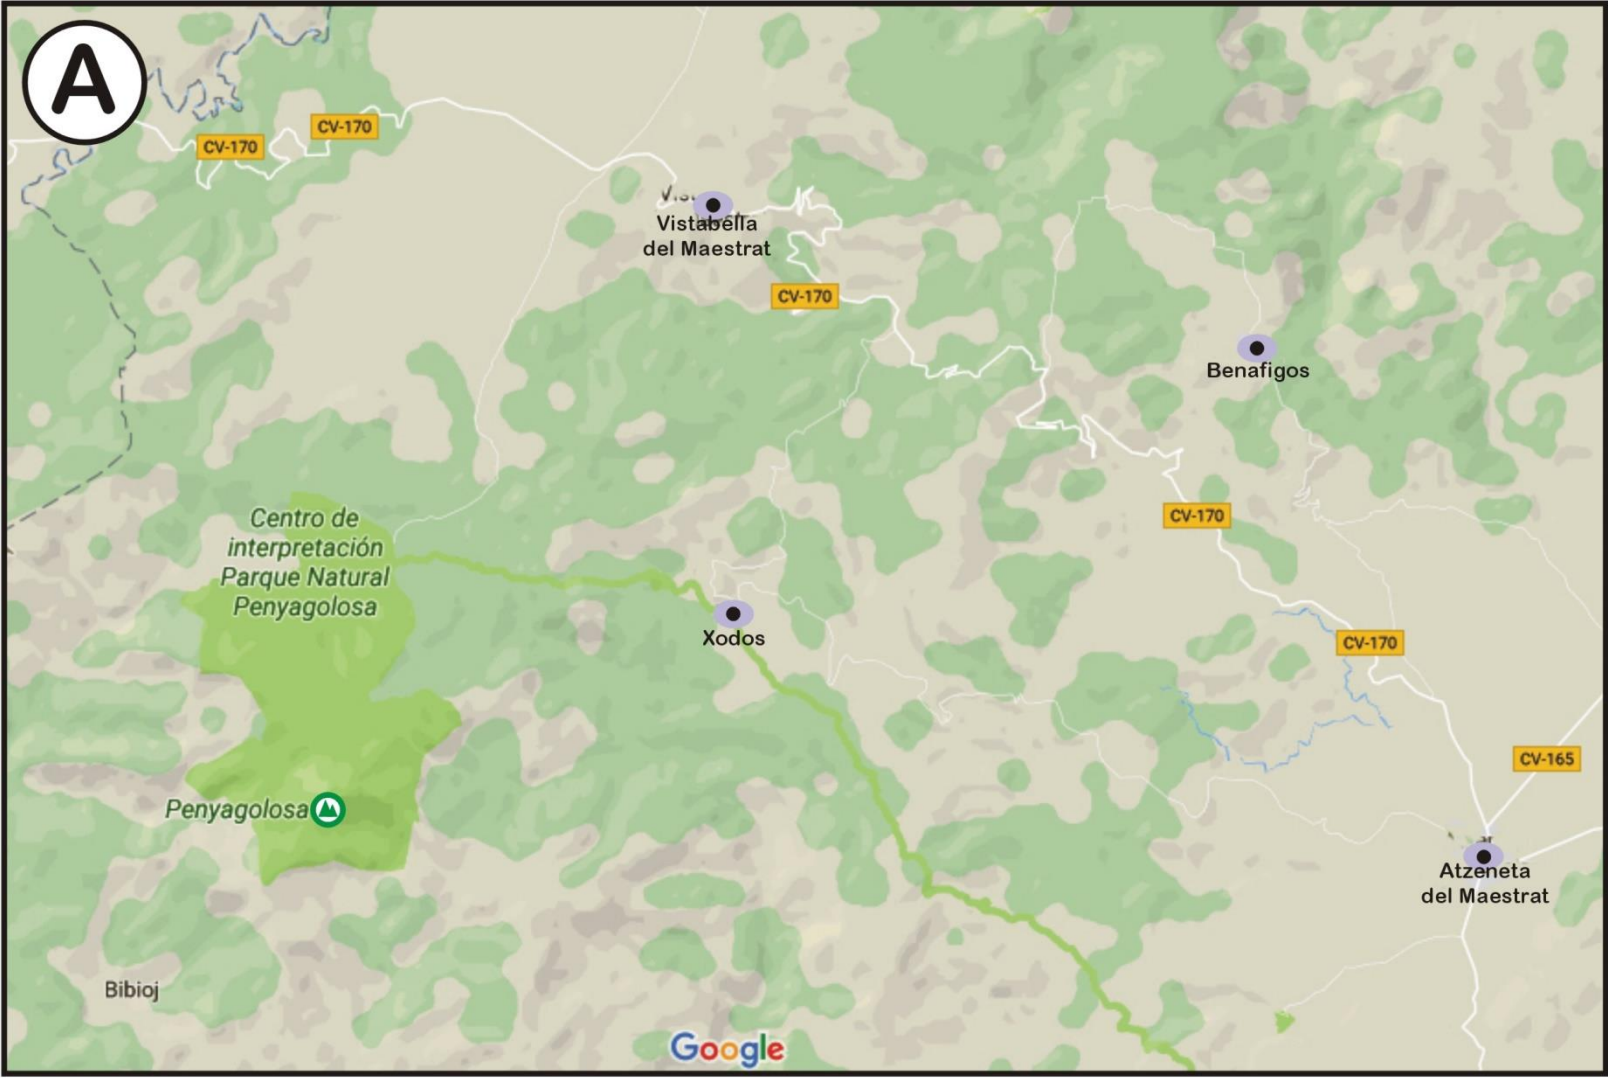 A
CV-170
CV-170
Vistabella
del Maestrat
CV-170
Benafigos
CV-170
Centro de
interpretación
Parque Natural
Penyagolosa
Xodos
CV-170
CV-165
Penyagolosa
Atzeneta
del Maestrat
Bibioj
Google